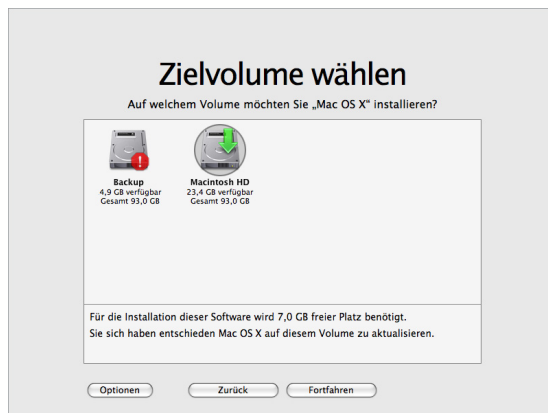 Zielvolume wählen
Auf welchem Volume möchten Sie „Mac OS X“ installieren?
Backup
4,9 GB verfügbar
Gesamt 93,0 GB
Macintosh HD
23,4 GB verfügbar
Gesamt 93,0 GB
Für die Installation dieser Software wird 7,0 GB freier Platz benötigt.
Sie sich haben entschieden Mac OS X auf diesem Volume zu aktualisieren.
Optionen
Zurück
Fortfahren